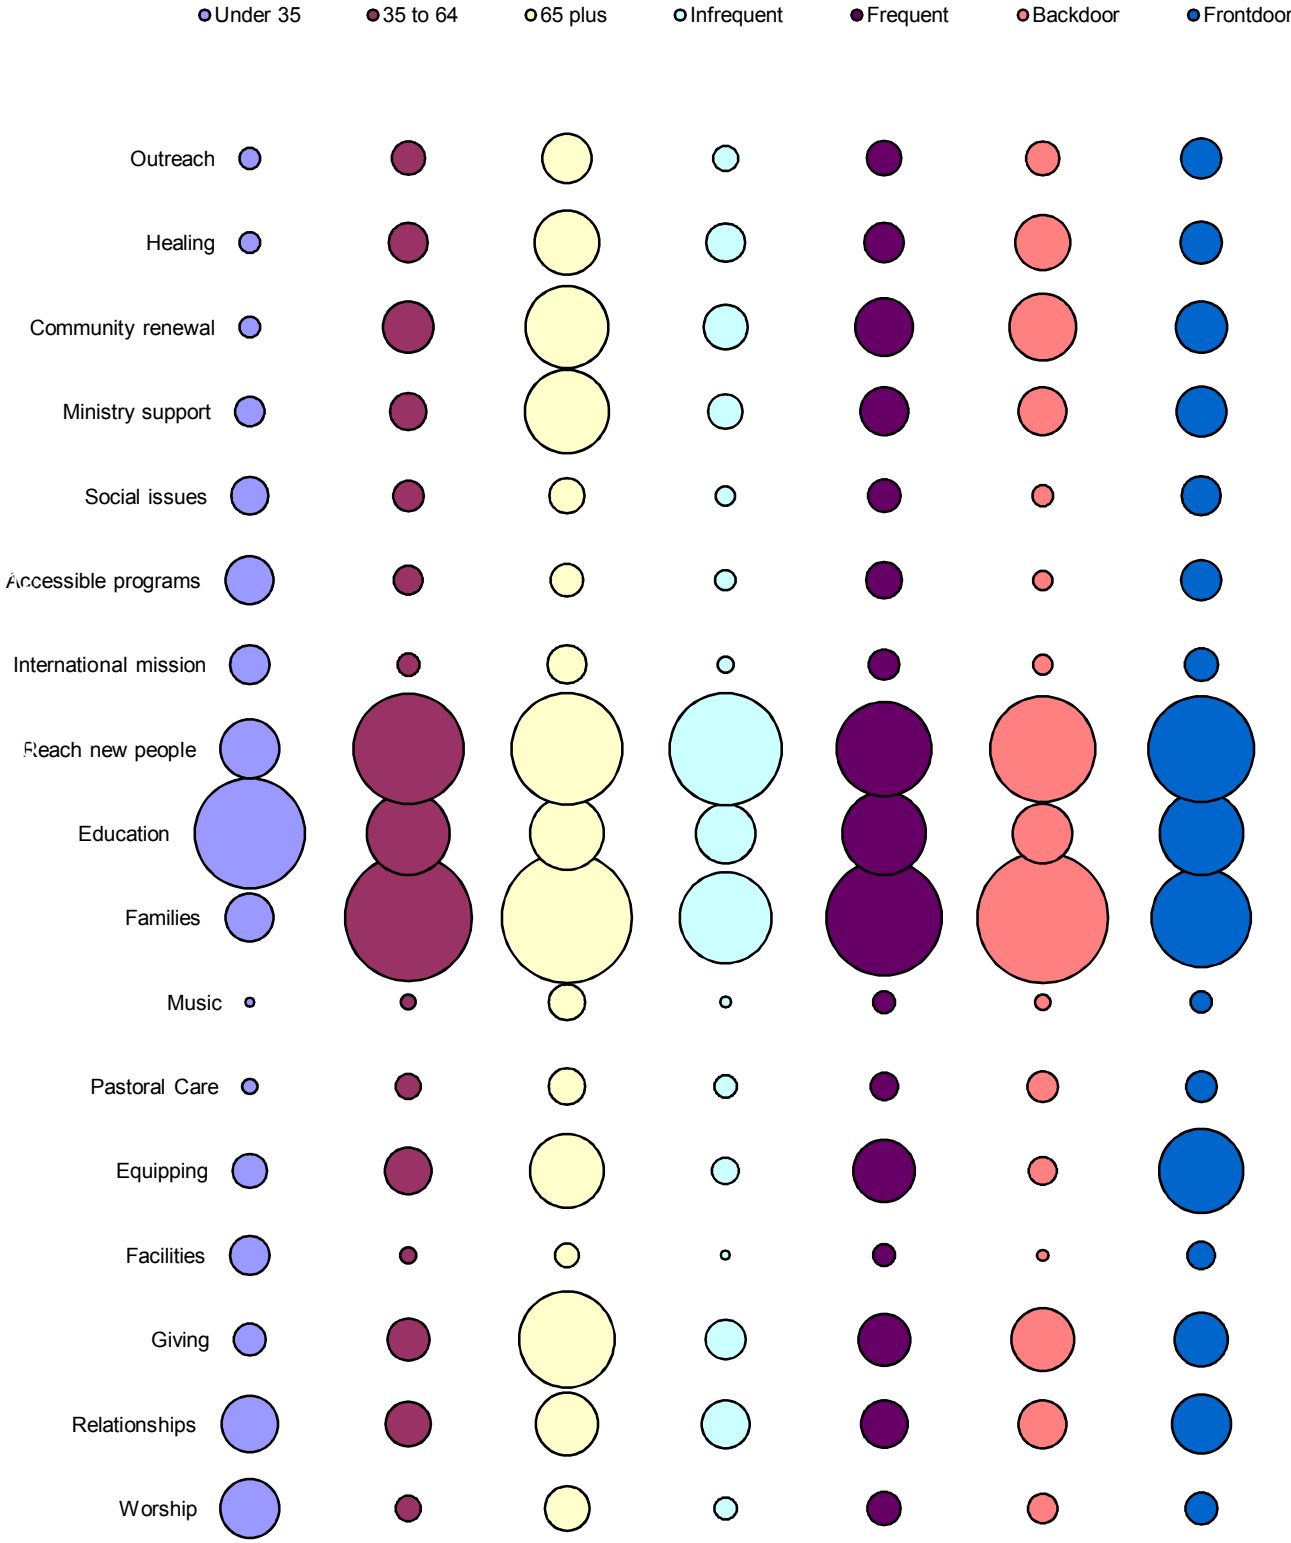 Under 35 35 to 64 65 plus Infrequent Frequent Backdoor Frontdoor
Outreach
Healing
Community renewal
Ministry support
Social issues
Accessible programs
International mission
Reach new people
Education
Families
Music
Pastoral Care
Equipping
Facilities
Giving
Relationships
Worship